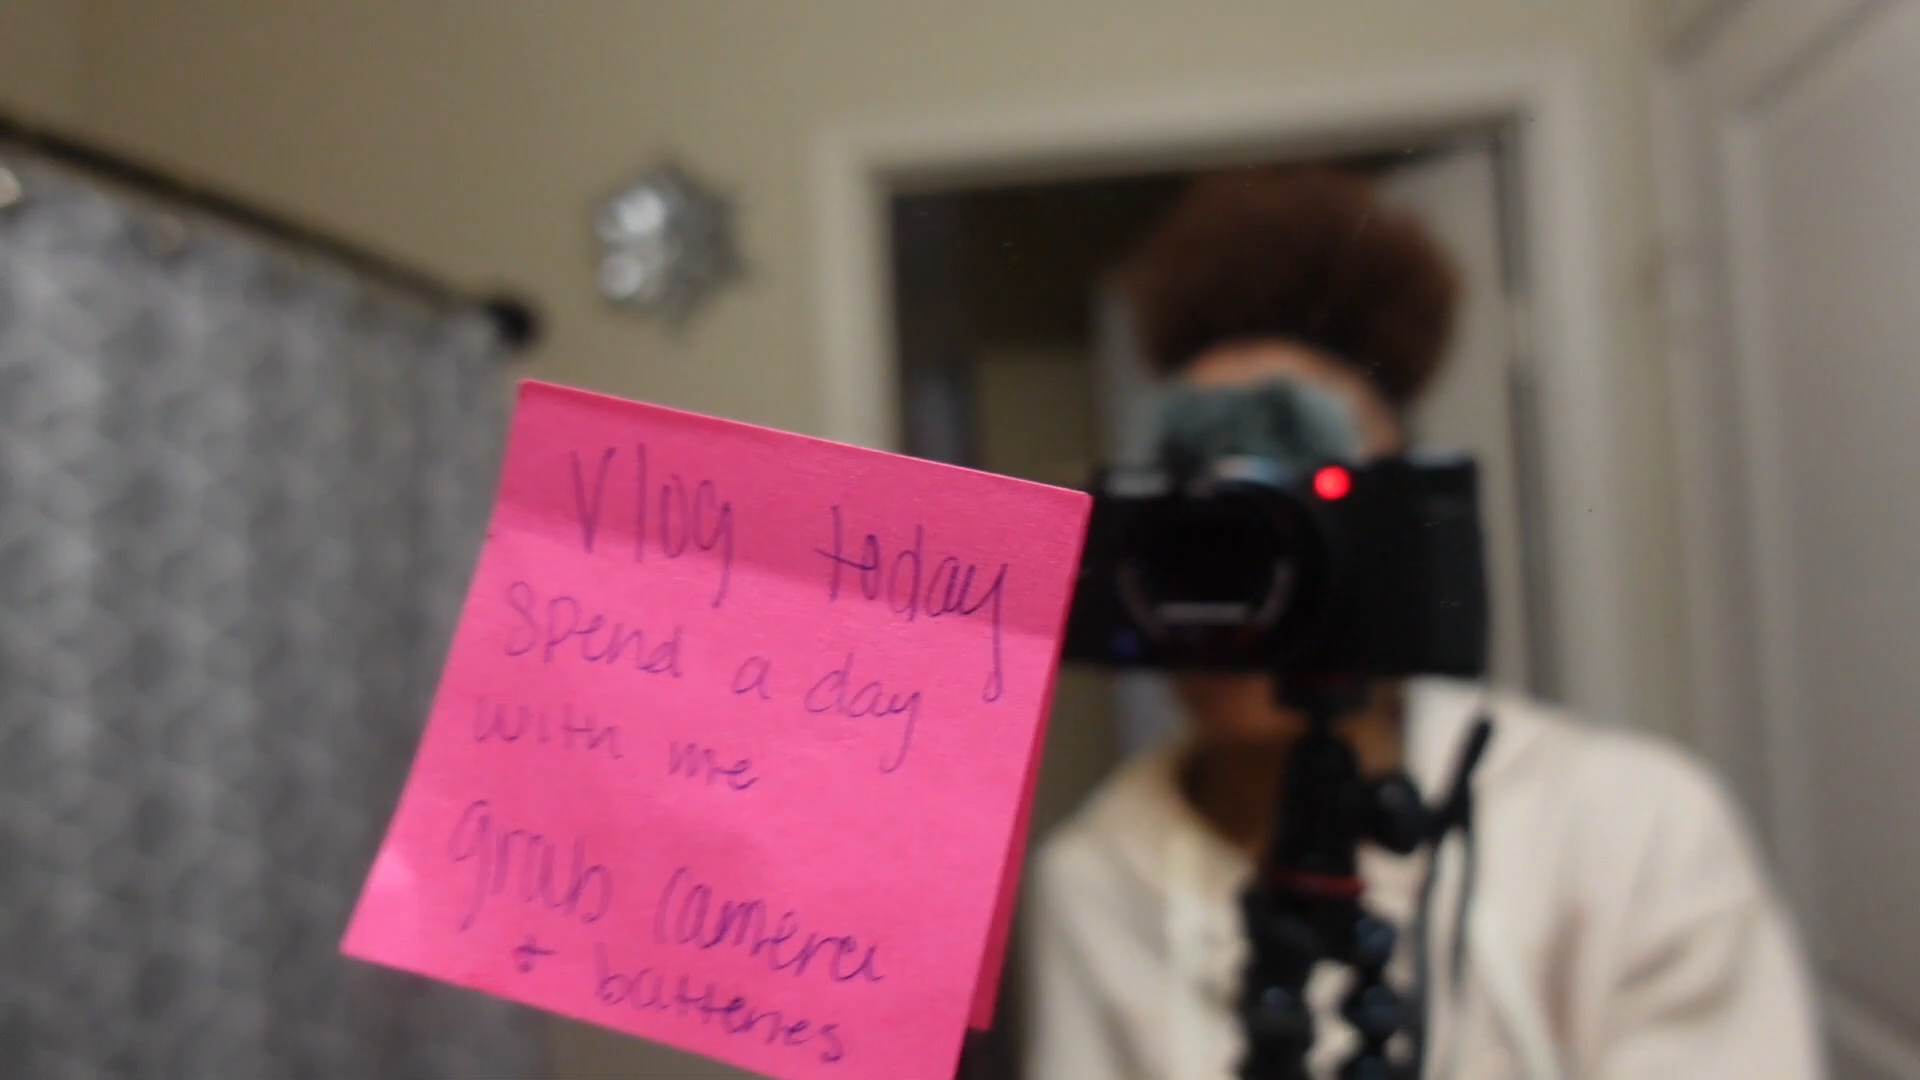 Vlog today
Spend a day
with me
grab camera
+ batteries